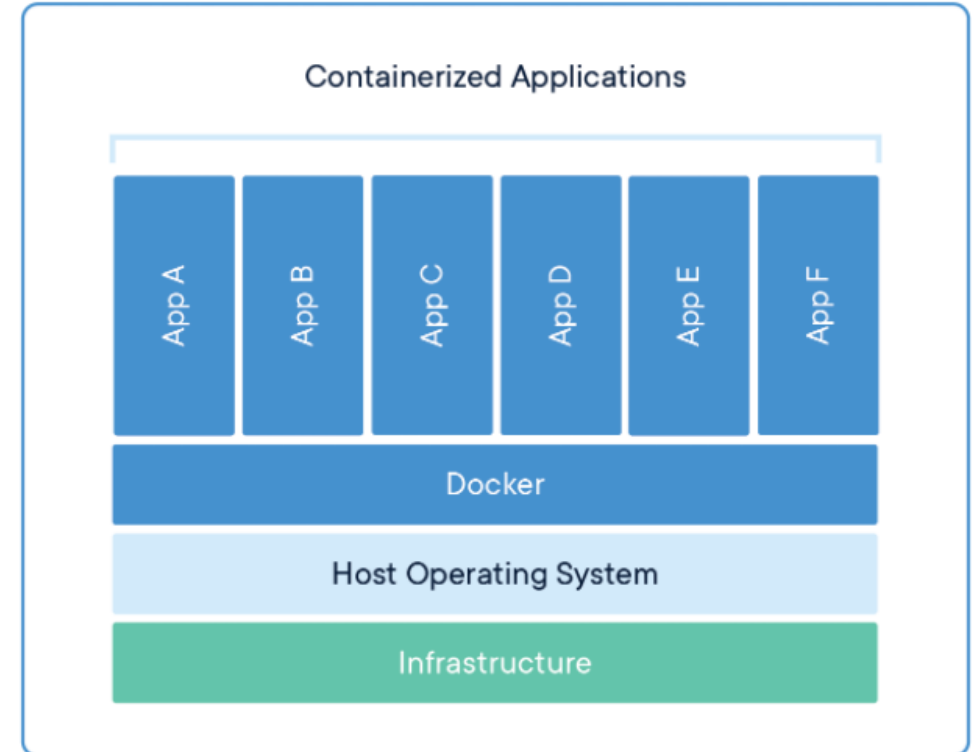 Containerized Applications
App A
App B
App C
App D
App E
App F
Docker
Host Operating System
Infrastructure